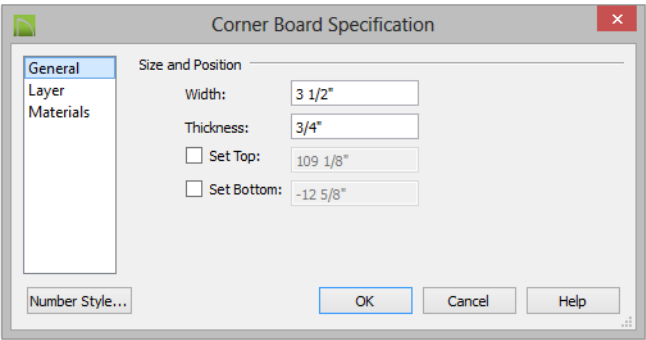 Corner Board Specification
General
Layer
Materials
Size and Position
Width: 3 1/2"
Thickness: 3/4"
Set Top: 109 1/8"
Set Bottom: -12 5/8"
Number Style... OK Cancel Help